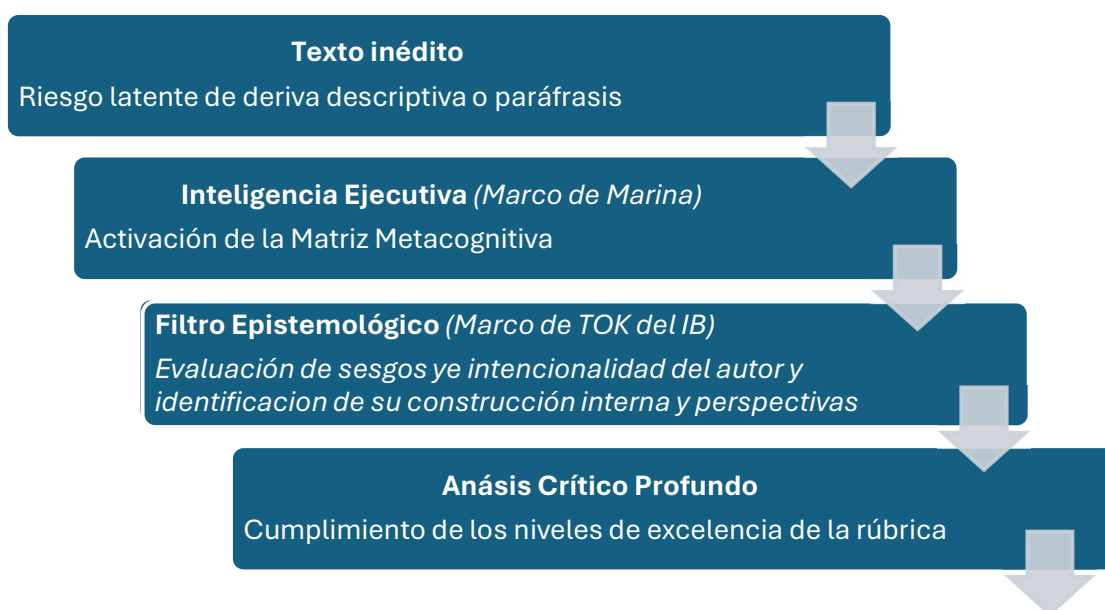 Texto inédito
Riesgo latente de deriva descriptiva o paráfrasis
Inteligencia Ejecutiva (Marco de Marina)
Activación de la Matriz Metacognitiva
Filtro Epistemológico (Marco de TOK del IB)
Evaluación de sesgos ye intencionalidad del autor y
identificacion de su construcción interna y perspectivas
Anásis Crítico Profundo
Cumplimiento de los niveles de excelencia de la rúbrica